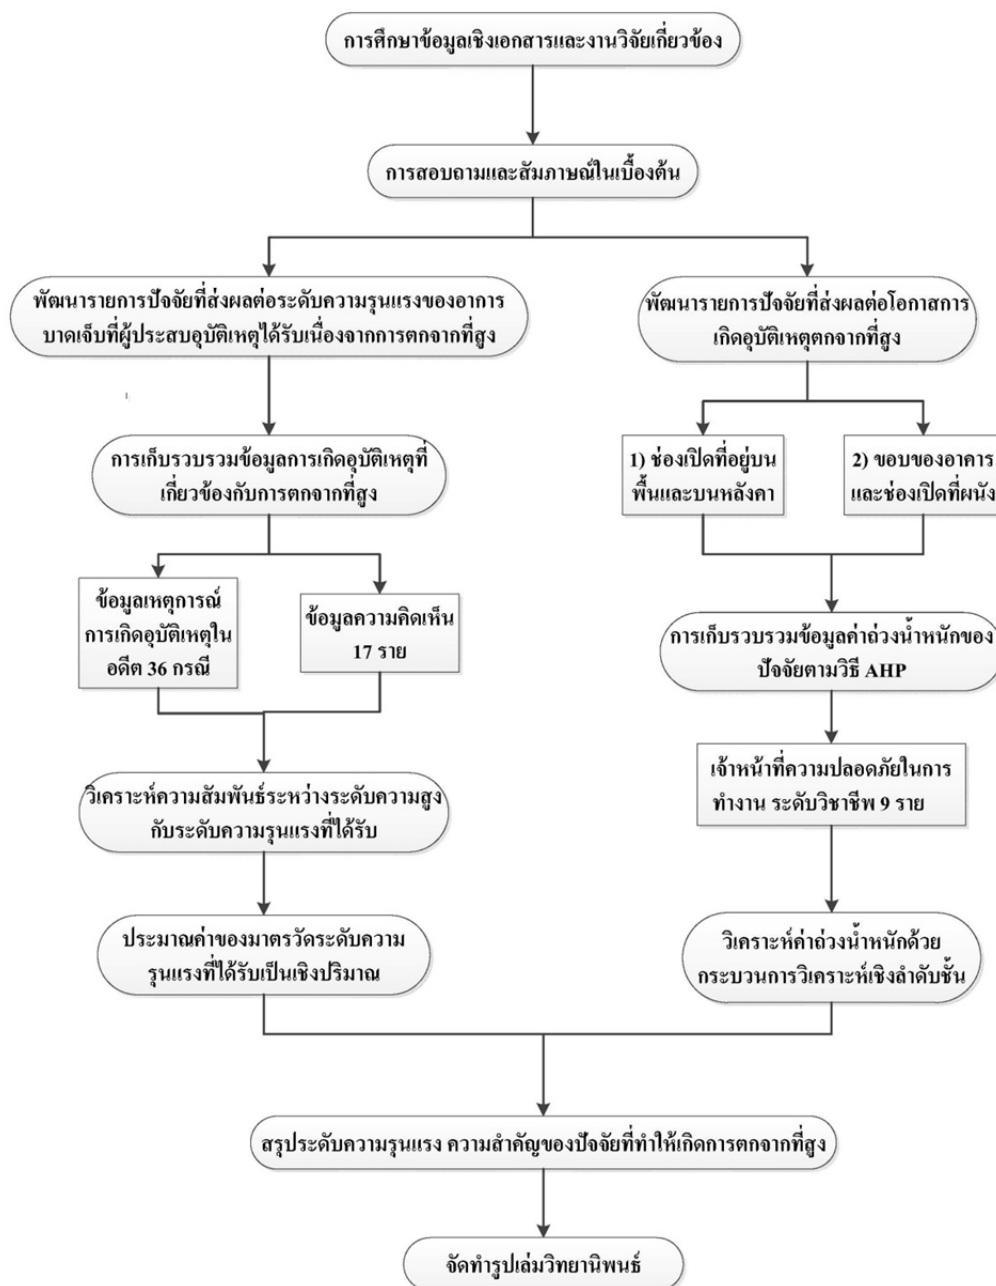 การศึกษาข้อมูลเชิงเอกสารและงานวิจัยเกี่ยวข้อง
การสอบถามและสัมภาษณ์ในเบื้องต้น
พัฒนารายการปัจจัยที่ส่งผลต่อระดับความรุนแรงของอาการ
บาดเจ็บที่ผู้ประสบอุบัติเหตุได้รับเนื่องจากการตกจากที่สูง
พัฒนารายการปัจจัยที่ส่งผลต่อโอกาสการ
เกิดอุบัติเหตุตกจากที่สูง
การเก็บรวบรวมข้อมูลการเกิดอุบัติเหตุที่
เกี่ยวข้องกับการตกจากที่สูง
1) ช่องเปิดที่อยู่บน
พื้นและบนหลังคา
2) ขอบของอาคาร
และช่องเปิดที่ผนัง
ข้อมูลเหตุการณ์
การเกิดอุบัติเหตุใน
อดีต 36 กรณี
ข้อมูลความคิดเห็น
17 ราย
การเก็บรวบรวมข้อมูลค่าถ่วงน้ำหนักของ
ปัจจัยตามวิธี AHP
วิเคราะห์ความสัมพันธ์ระหว่างระดับความสูง
กับระดับความรุนแรงที่ได้รับ
เจ้าหน้าที่ความปลอดภัยในการ
ทำงาน ระดับวิชาชีพ 9 ราย
ประมาณค่าของมาตรวัดระดับความ
รุนแรงที่ได้รับเป็นเชิงปริมาณ
วิเคราะห์ค่าถ่วงน้ำหนักด้วย
กระบวนการวิเคราะห์เชิงลำดับชั้น
สรุประดับความรุนแรง ความสำคัญของปัจจัยที่ทำให้เกิดการตกจากที่สูง
จัดทำรูปเล่มวิทยานิพนธ์